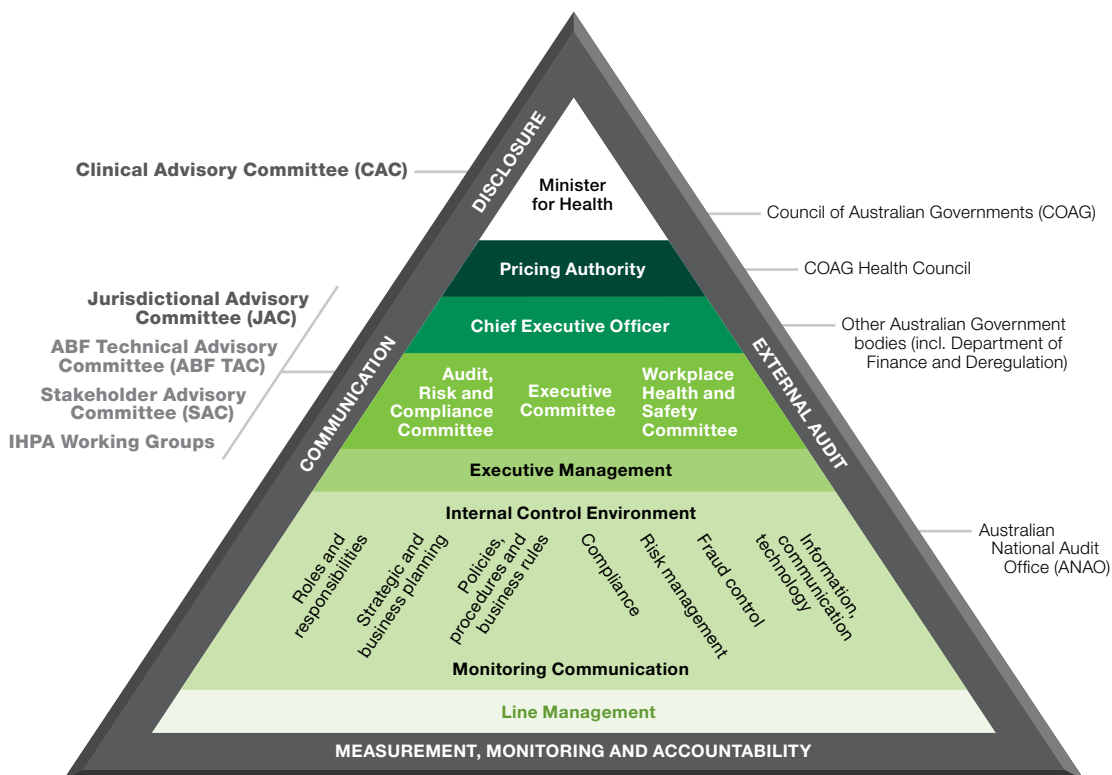 DISCLOSURE
Clinical Advisory Committee (CAC)
Minister
for Health
Council of Australian Governments (COAG)
Pricing Authority
COAG Health Council
Jurisdictional Advisory
Committee (JAC)
ABF Technical Advisory
Committee (ABF TAC)
Stakeholder Advisory
Committee (SAC)
IHPA Working Groups
COMMUNICATION
Chief Executive Officer
Other Australian Government
bodies (incl. Department of
Finance and Deregulation)
EXTERNAL AUDIT
Audit,
Risk and
Compliance
Committee
Executive
Committee
Workplace
Health and
Safety
Committee
Executive Management
Internal Control Environment
Roles and
responsibilities
Strategic and
business planning
Policies,
procedures and
business rules
Compliance
Risk management
Fraud control
Information,
communication
technology
Australian
National Audit
Office (ANAO)
Monitoring Communication
Line Management
MEASUREMENT, MONITORING AND ACCOUNTABILITY